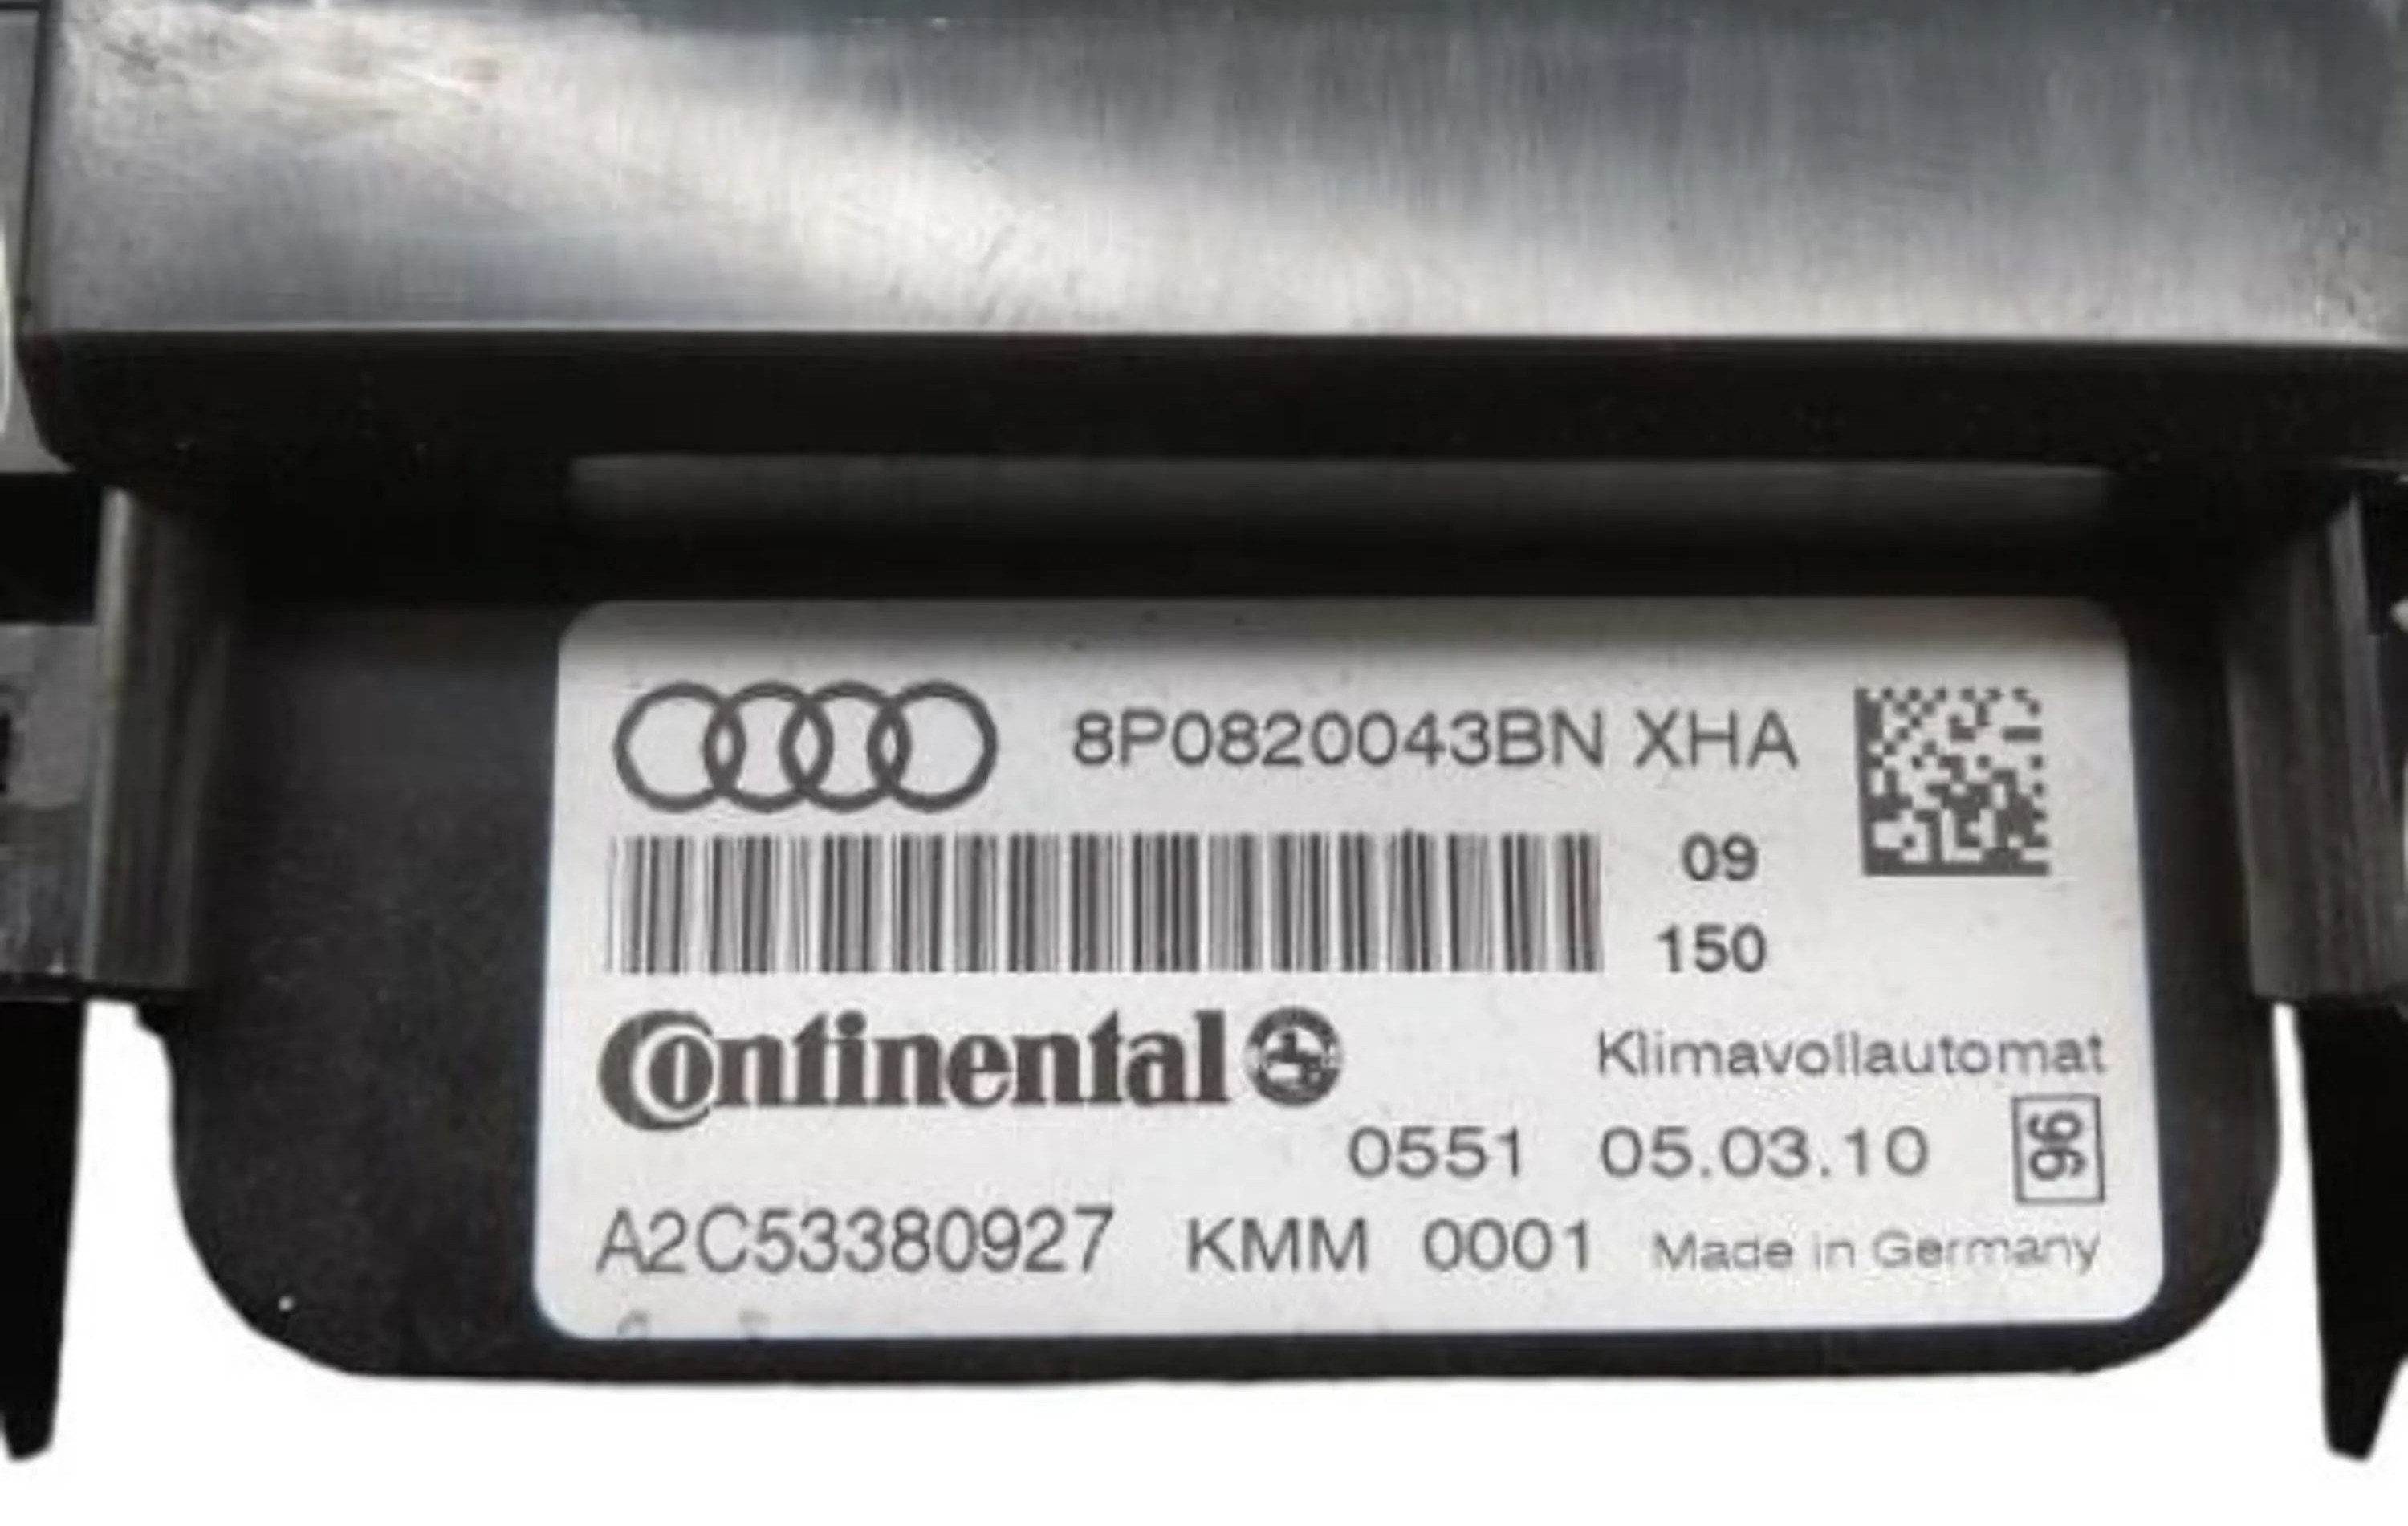 8P0820043BN XHA
09
150
Continental
Klimavollautomat
0551 05.03.10
96
A2C53380927 KMM 0001 Made in Germany